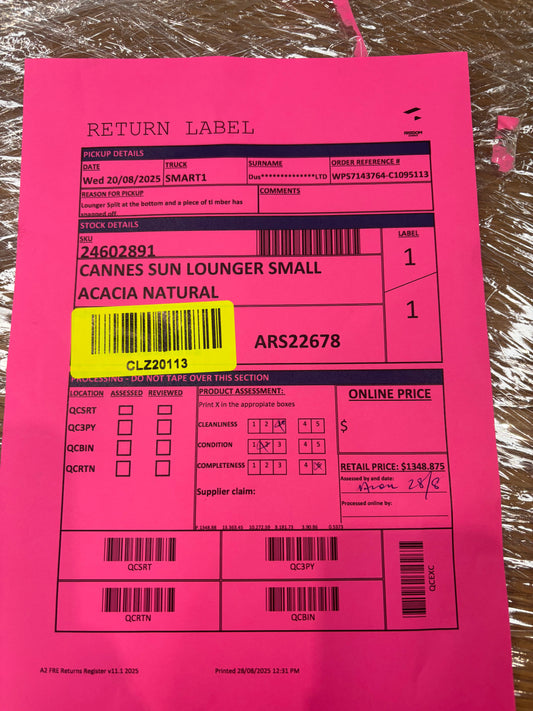 RETURN LABEL
FREEDOM
PICKUP DETAILS
DATE TRUCK SURNAME ORDER REFERENCE #
Wed 20/08/2025 SMART1 Dus***************LTD WPS7143764-C1095113
REASON FOR PICKUP COMMENTS
Lounger Split at the bottom and a piece of ti mber has
snapped off
STOCK DETAILS
SKU LABEL
24602891
1
CANNES SUN LOUNGER SMALL
ACACIA NATURAL
1
CLZ20113
ARS22678
PROCESSING - DO NOT TAPE OVER THIS SECTION
LOCATION ASSESSED REVIEWED PRODUCT ASSESSMENT: ONLINE PRICE
Print X in the appropiate boxes
QCSRT CLEANLINESS 1 2 3 4 5
QC3PY $
QCBIN CONDITION 1 2 3 4 5
QCRTN COMPLETENESS 1 2 3 4 5
RETAIL PRICE: $1348.875
Assessed by and date:
28/8
Supplier claim:
Processed online by:
QCSRT QC3PY
QCEXC
QCRTN QCBIN
A2 FRE Returns Register v11.1 2025 Printed 28/08/2025 12:31 PM